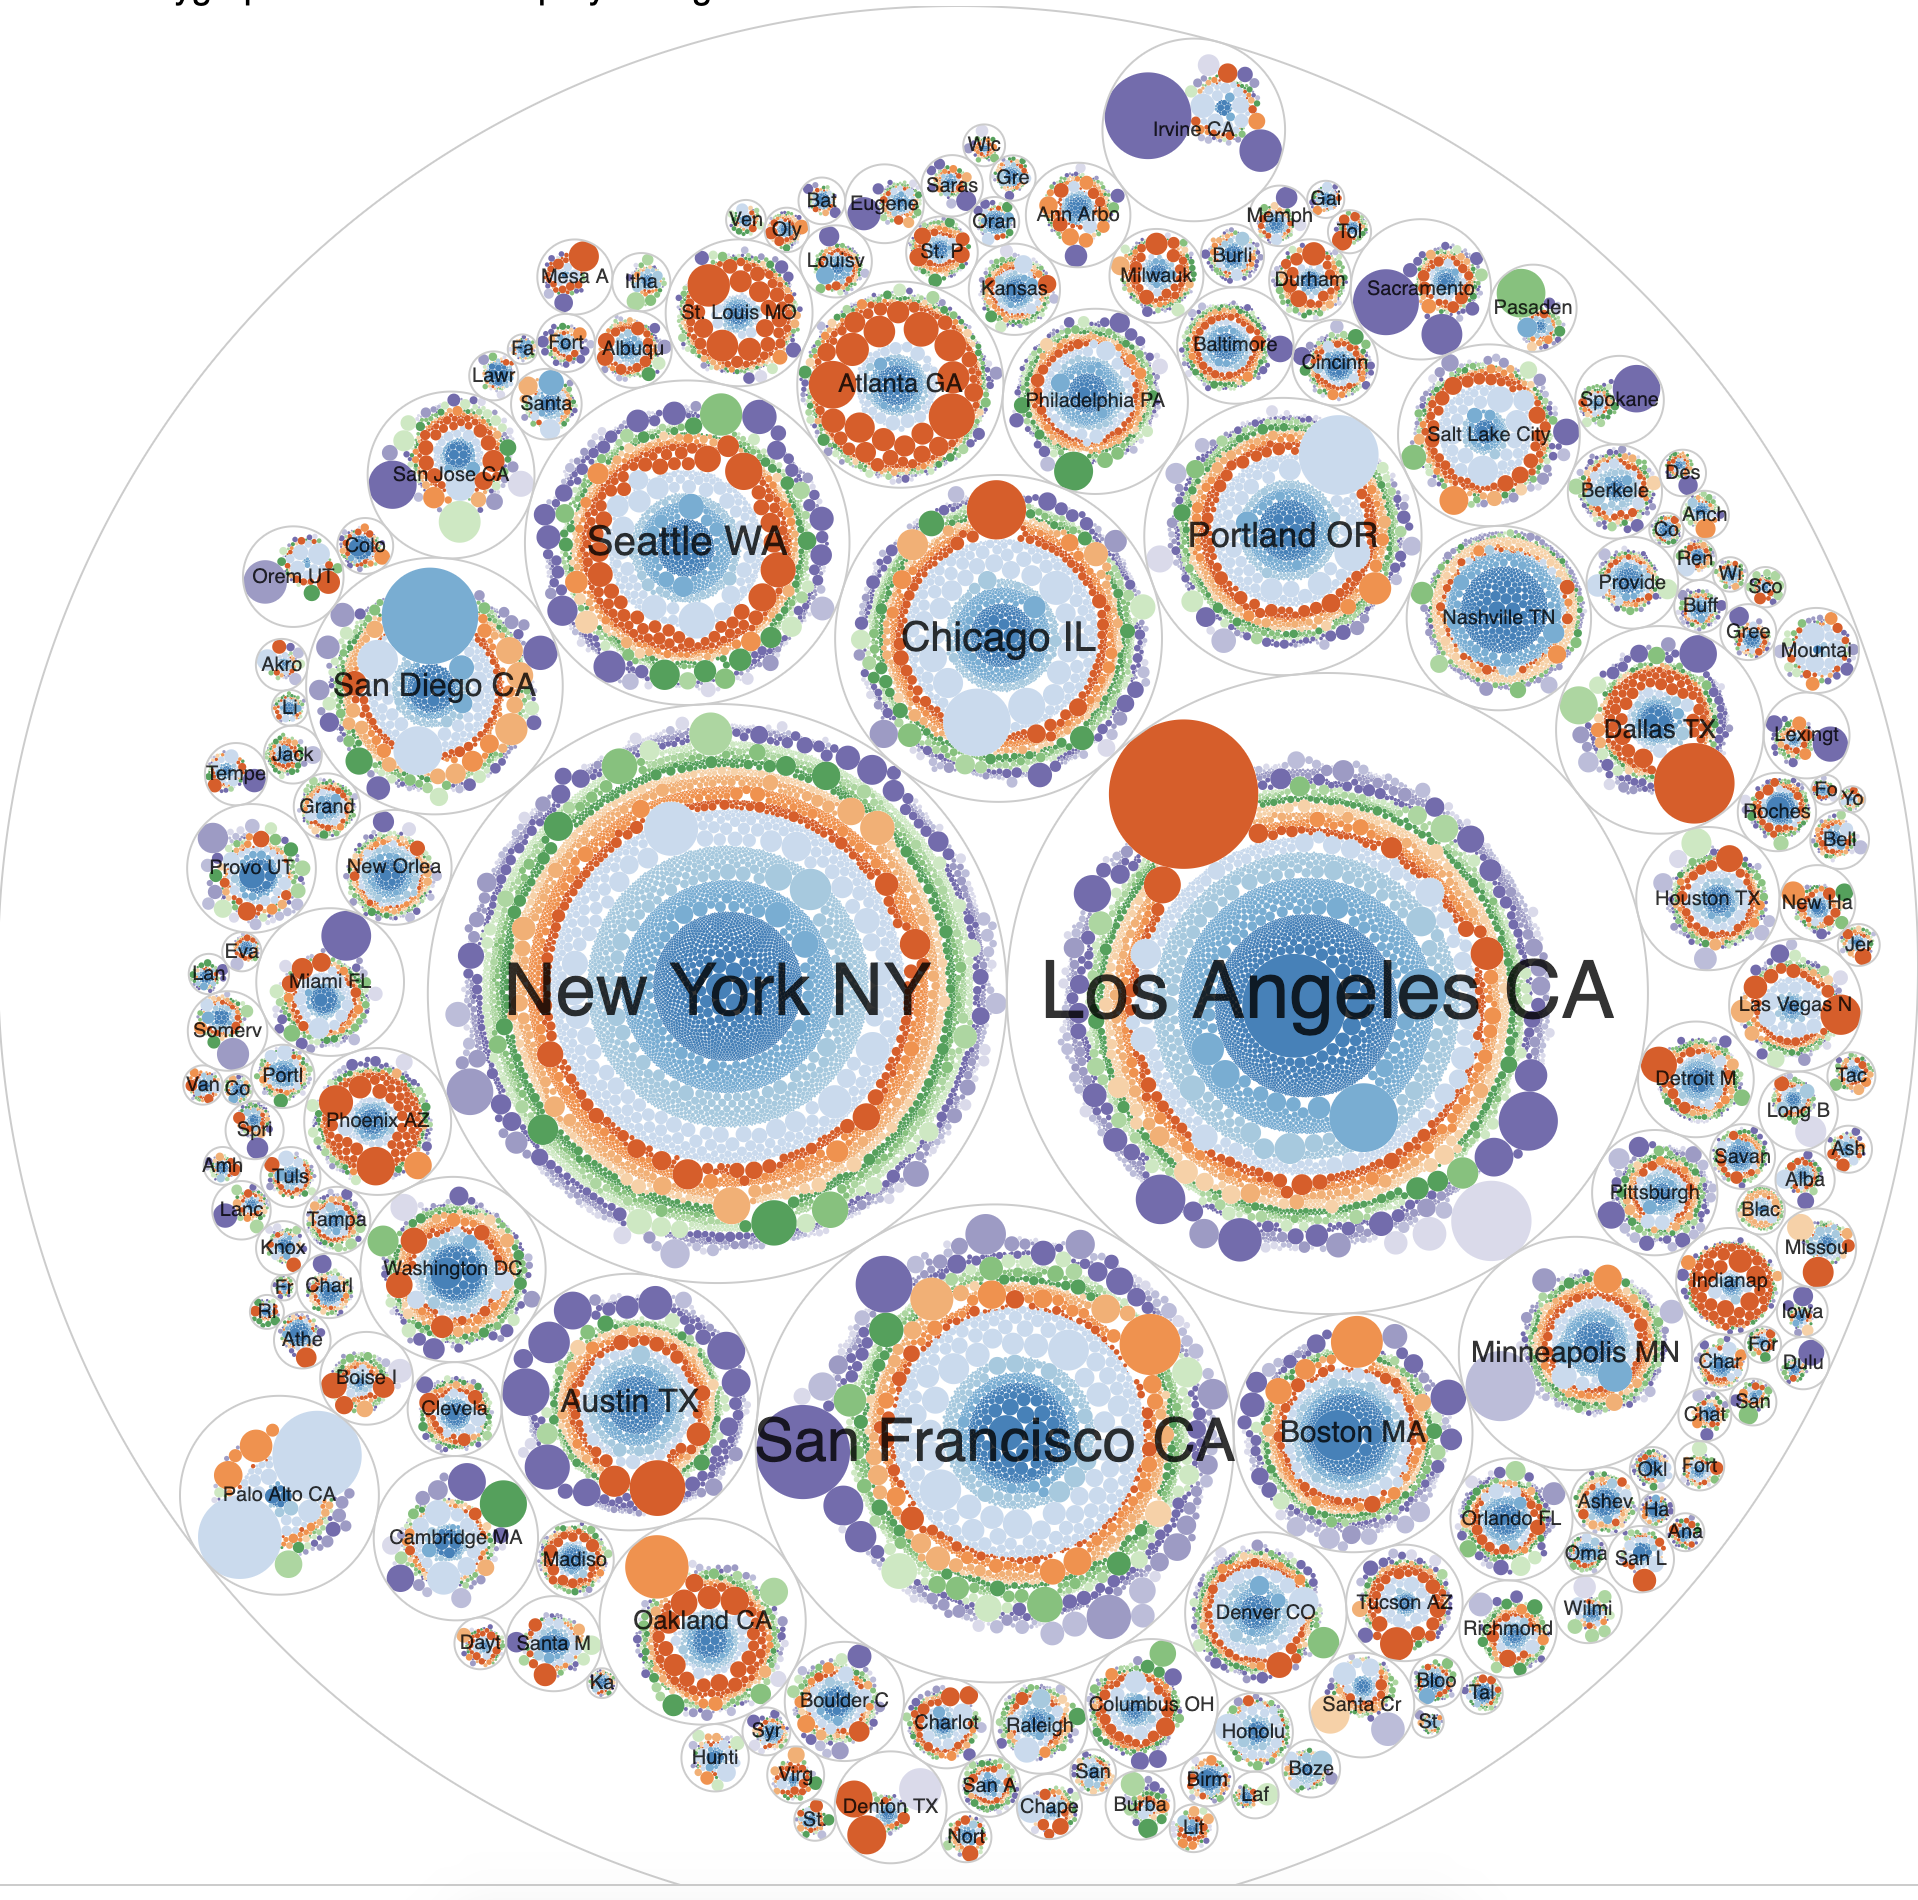 Irvine CA
Wic
Gre
Saras
Eugene
Bat
Oran
Ann Arbo
Ven
Oly
Gai
Memph
Tol
St. P
Louisv
Mesa A
Itha
Kansas
Milwauk
Burli
Durham
Sacramento
Pasaden
St. Louis MO
Fa
Fort
Albuqu
Baltimore
Cincinn
Lawr
Santa
Atlanta GA
Philadelphia PA
Spokane
Salt Lake City
San Jose CA
Des
Berkele
Anch
Co
Colo
Seattle WA
Portland OR
Ren
Wi
Sco
Orem UT
Provide
Buff
Nashville TN
Chicago IL
Gree
Mountai
Akro
San Diego CA
Li
Dallas TX
Lexingt
Jack
Tempe
Grand
Fo
Yo
Roches
Bell
Provo UT
New Orlea
Houston TX
New Ha
Jer
Eva
Lan
Miami FL
New York NY
Los Angeles CA
Las Vegas N
Somerv
Portl
Van
Co
Detroit M
Tac
Long B
Phoenix AZ
Spri
Ash
Savan
Amh
Tuls
Alba
Pittsburgh
Lanc
Tampa
Blac
Knox
Missou
Washington DC
Indianap
Fr
Charl
Ri
Iowa
Athe
For
Minneapolis MN
Char
Dulu
Boise I
San
Clevela
Austin TX
Chat
San Francisco CA
Boston MA
Okl
Fort
Palo Alto CA
Ashev
Ha
Orlando FL
Ana
Cambridge MA
Madiso
Oma
San L
Denver CO
Tucson AZ
Wilmi
Oakland CA
Richmond
Dayt
Santa M
Ka
Bloo
Tal
Boulder C
Columbus OH
Santa Cr
St
Charlot
Raleigh
Honolu
Syr
Hunti
Virg
San A
San
Birm
Boze
Laf
St.
Denton TX
Chape
Burba
Lit
Nort